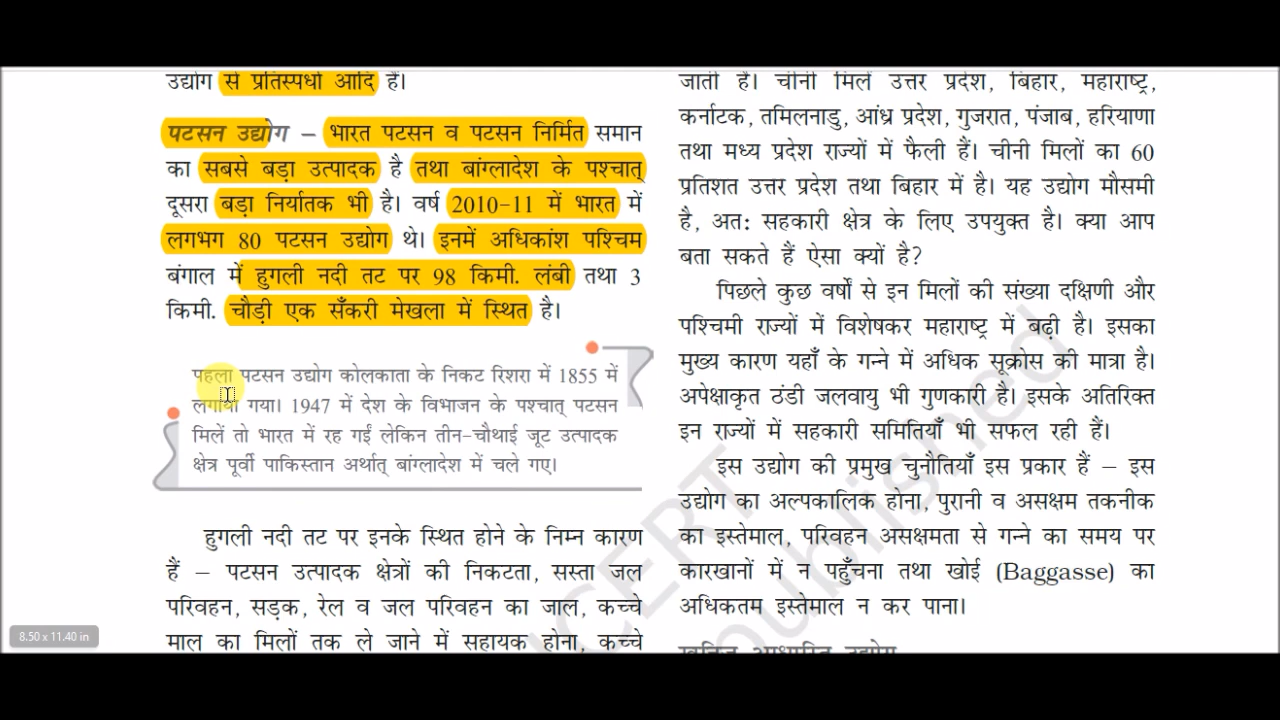 उद्योग से प्रतिस्पर्धा आदि हैं।
पटसन उद्योग – भारत पटसन व पटसन निर्मित समान
का सबसे बड़ा उत्पादक है तथा बांग्लादेश के पश्चात्
दूसरा बड़ा निर्यातक भी है। वर्ष 2010-11 में भारत में
लगभग 80 पटसन उद्योग थे। इनमें अधिकांश पश्चिम
बंगाल में हुगली नदी तट पर 98 किमी. लंबी तथा 3
किमी. चौड़ी एक सँकरी मेखला में स्थित है।
पहला पटसन उद्योग कोलकाता के निकट रिशरा में 1855 में
लगाया गया। 1947 में देश के विभाजन के पश्चात् पटसन
मिलें तो भारत में रह गईं लेकिन तीन-चौथाई जूट उत्पादक
क्षेत्र पूर्वी पाकिस्तान अर्थात् बांग्लादेश में चले गए।
हुगली नदी तट पर इनके स्थित होने के निम्न कारण
हैं – पटसन उत्पादक क्षेत्रों की निकटता, सस्ता जल
परिवहन, सड़क, रेल व जल परिवहन का जाल, कच्चे
माल का मिलों तक ले जाने में सहायक होना, कच्चे
8.50 x 11.40 in
जाती हैं। चीनी मिलें उत्तर प्रदेश, बिहार, महाराष्ट्र,
कर्नाटक, तमिलनाडु, आंध्र प्रदेश, गुजरात, पंजाब, हरियाणा
तथा मध्य प्रदेश राज्यों में फैली हैं। चीनी मिलों का 60
प्रतिशत उत्तर प्रदेश तथा बिहार में है। यह उद्योग मौसमी
है, अतः सहकारी क्षेत्र के लिए उपयुक्त है। क्या आप
बता सकते हैं ऐसा क्यों है?
पिछले कुछ वर्षों से इन मिलों की संख्या दक्षिणी और
पश्चिमी राज्यों में विशेषकर महाराष्ट्र में बढ़ी है। इसका
मुख्य कारण यहाँ के गन्ने में अधिक सूक्रोस की मात्रा है।
अपेक्षाकृत ठंडी जलवायु भी गुणकारी है। इसके अतिरिक्त
इन राज्यों में सहकारी समितियाँ भी सफल रही हैं।
इस उद्योग की प्रमुख चुनौतियाँ इस प्रकार हैं – इस
उद्योग का अल्पकालिक होना, पुरानी व असक्षम तकनीक
का इस्तेमाल, परिवहन असक्षमता से गन्ने का समय पर
कारखानों में न पहुँचना तथा खोई (Baggasse) का
अधिकतम इस्तेमाल न कर पाना।
खनिज आधारित उद्योग